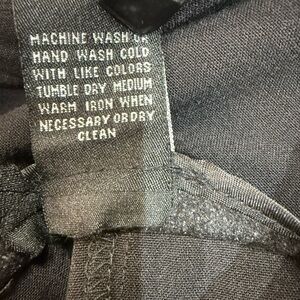 MACHINE WASH OR
HAND WASH COLD
WITH LIKE COLORS
TUMBLE DRY MEDIUM
WARM IRON WHEN
NECESSARY OR DRY
CLEAN